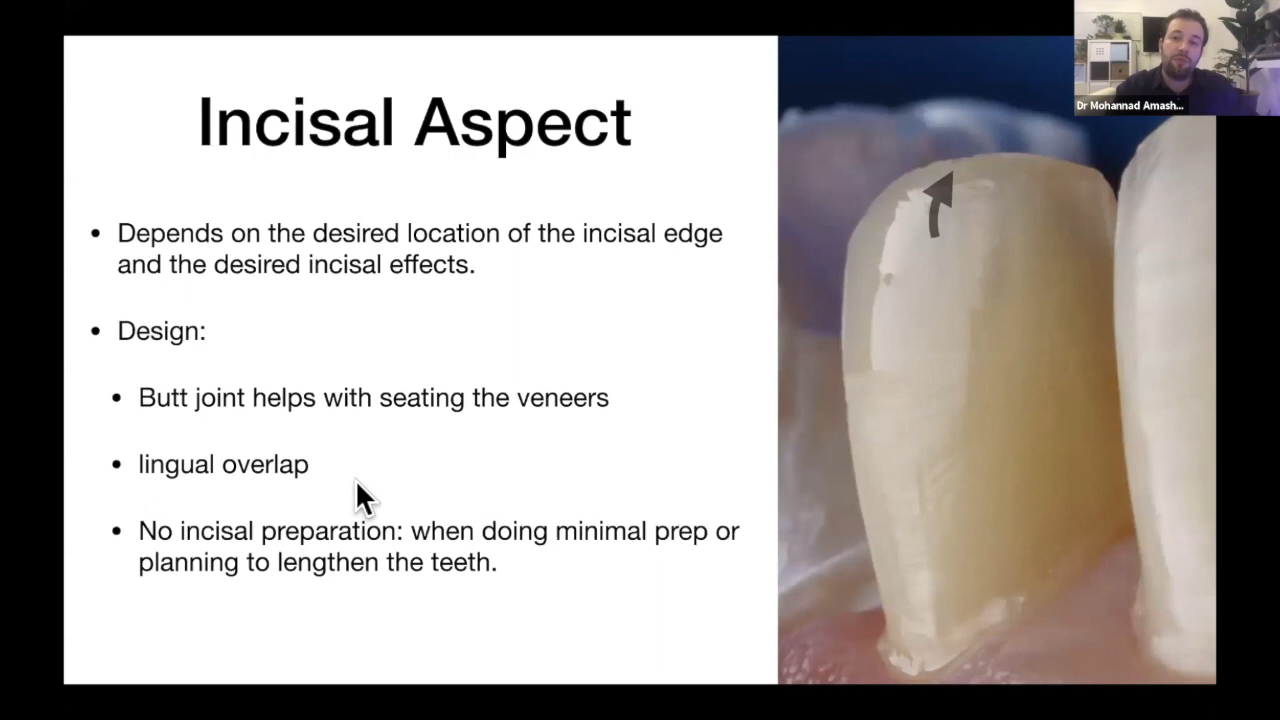 Incisal Aspect
• Depends on the desired location of the incisal edge
and the desired incisal effects.
• Design:
• Butt joint helps with seating the veneers
• lingual overlap
• No incisal preparation: when doing minimal prep or
planning to lengthen the teeth.
Dr Mohannad Amash...